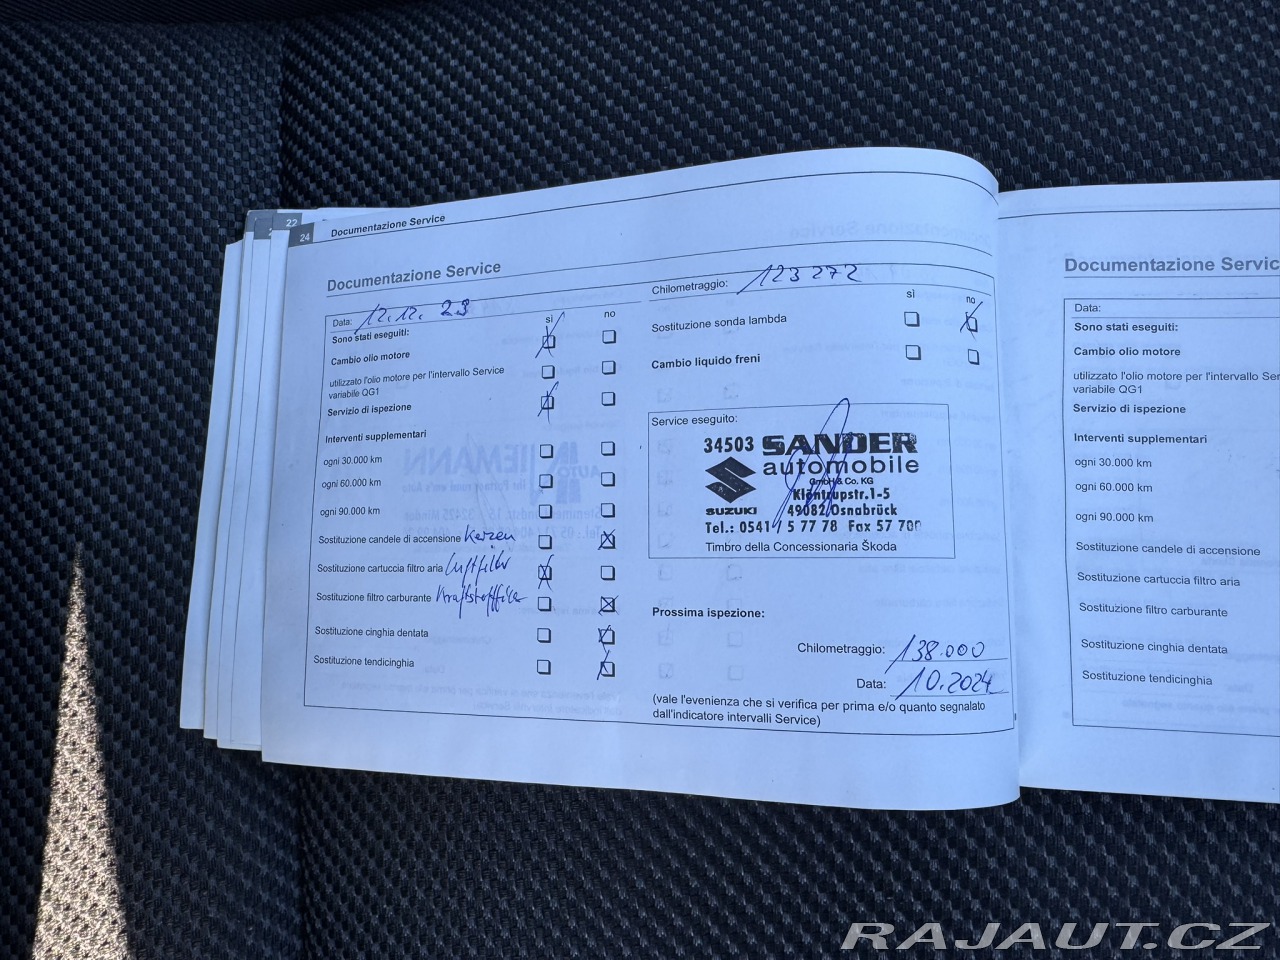 22
24
Documentazione Service
Documentazione Service
Data: 12.12. 23
Sono stati eseguiti:
sì no
Cambio olio motore
utilizzato l'olio motore per l'intervallo Service
variabile QG1
Servizio di ispezione
Interventi supplementari
ogni 30.000 km
ogni 60.000 km
ogni 90.000 km
Sostituzione candele di accensione Kerzen
Sostituzione cartuccia filtro aria Luftfilter
Sostituzione filtro carburante Kraftstofffilter
Sostituzione cinghia dentata
Sostituzione tendicinghia
Chilometraggio: 123 272
sì no
Sostituzione sonda lambda
Cambio liquido freni
Service eseguito:
34503 SANDER
automobile
GmbH & Co. KG
Klöntrupstr.1-5
SUZUKI 49082 Osnabrück
Tel.: 0541 / 5 77 78 Fax 57 700
Timbro della Concessionaria Škoda
Prossima ispezione:
Chilometraggio: 138.000
Data: 10.2024
(vale l'evenienza che si verifica per prima e/o quanto segnalato
dall'indicatore intervalli Service)
Documentazione Servic
Data:
Sono stati eseguiti:
Cambio olio motore
utilizzato l'olio motore per l'intervallo Ser
variabile QG1
Servizio di ispezione
Interventi supplementari
ogni 30.000 km
ogni 60.000 km
ogni 90.000 km
Sostituzione candele di accensione
Sostituzione cartuccia filtro aria
Sostituzione filtro carburante
Sostituzione cinghia dentata
Sostituzione tendicinghia
RAJAUT.CZ